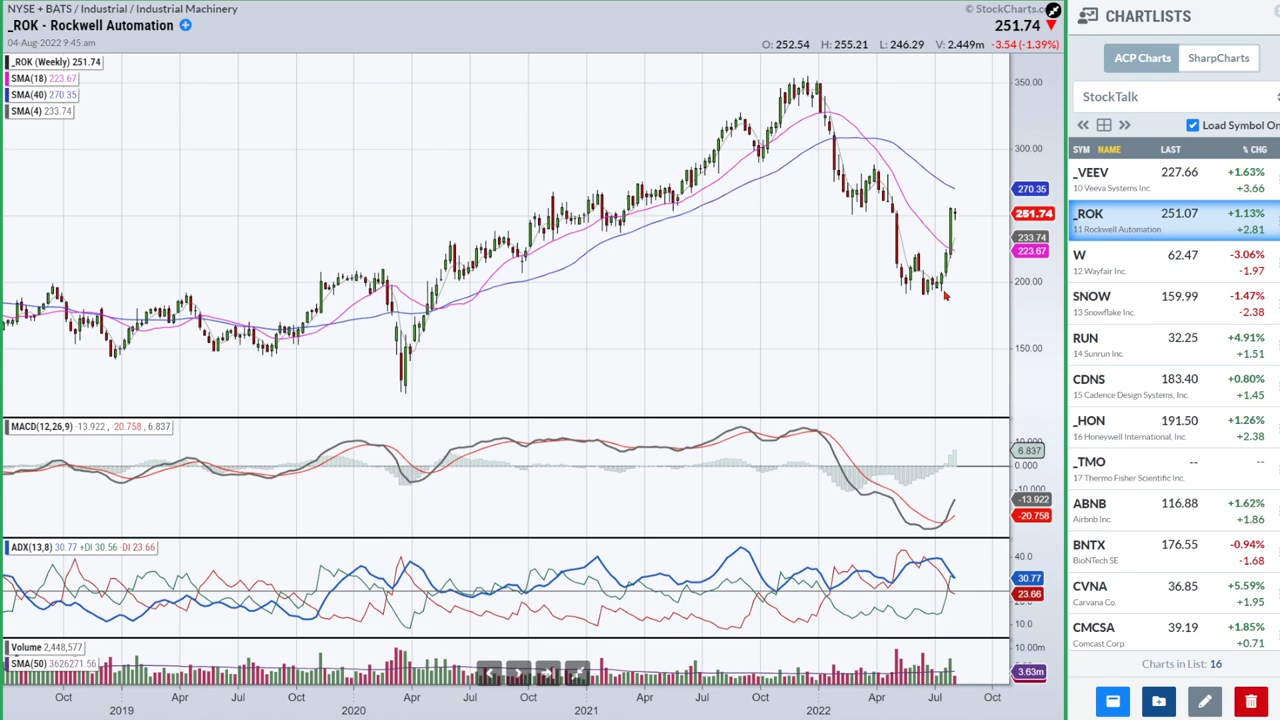 NYSE + BATS / Industrial / Industrial Machinery
© StockCharts.c
_ROK - Rockwell Automation
251.74
04-Aug-2022 9:45:am
O: 252.54 H: 255.21 L: 246.29 V: 2.449m -3.54 (-1.39%)
_ROK (Weekly) 251.74
SMA(18) 223.67
SMA(40) 270.35
SMA(4) 233.74
350.00
300.00
270.35
251.74
233.74
223.67
200.00
150.00
MACD(12,26,9) -13.922 , -20.758 , 6.837
10.000
6.837
0.000
-10.000
-13.922
-20.758
ADX(13,8) 30.77 +DI 30.56 -DI 23.66
40.0
30.77
23.66
10.0
Volume 2,448,577
SMA(50) 3626271.56
10.00m
3.63m
Oct Apr Jul Oct Apr Jul Oct Apr Jul Oct Apr Jul Oct
2019 2020 2021 2022
CHARTLISTS
ACP Charts SharpCharts
StockTalk
Load Symbol On
SYM NAME LAST % CHG
_VEEV 227.66 +1.63%
10 Veeva Systems Inc. +3.66
_ROK 251.07 +1.13%
11 Rockwell Automation +2.81
W 62.47 -3.06%
12 Wayfair Inc. -1.97
SNOW 159.99 -1.47%
13 Snowflake Inc. -2.38
RUN 32.25 +4.91%
14 Sunrun Inc. +1.51
CDNS 183.40 +0.80%
15 Cadence Design Systems, Inc. +1.45
_HON 191.50 +1.26%
16 Honeywell International, Inc. +2.38
_TMO -- --
17 Thermo Fisher Scientific Inc.
ABNB 116.88 +1.62%
Airbnb Inc. +1.86
BNTX 176.55 -0.94%
BioNTech SE -1.68
CVNA 36.85 +5.59%
Carvana Co. +1.95
CMCSA 39.19 +1.85%
Comcast Corp. +0.71
Charts in List: 16